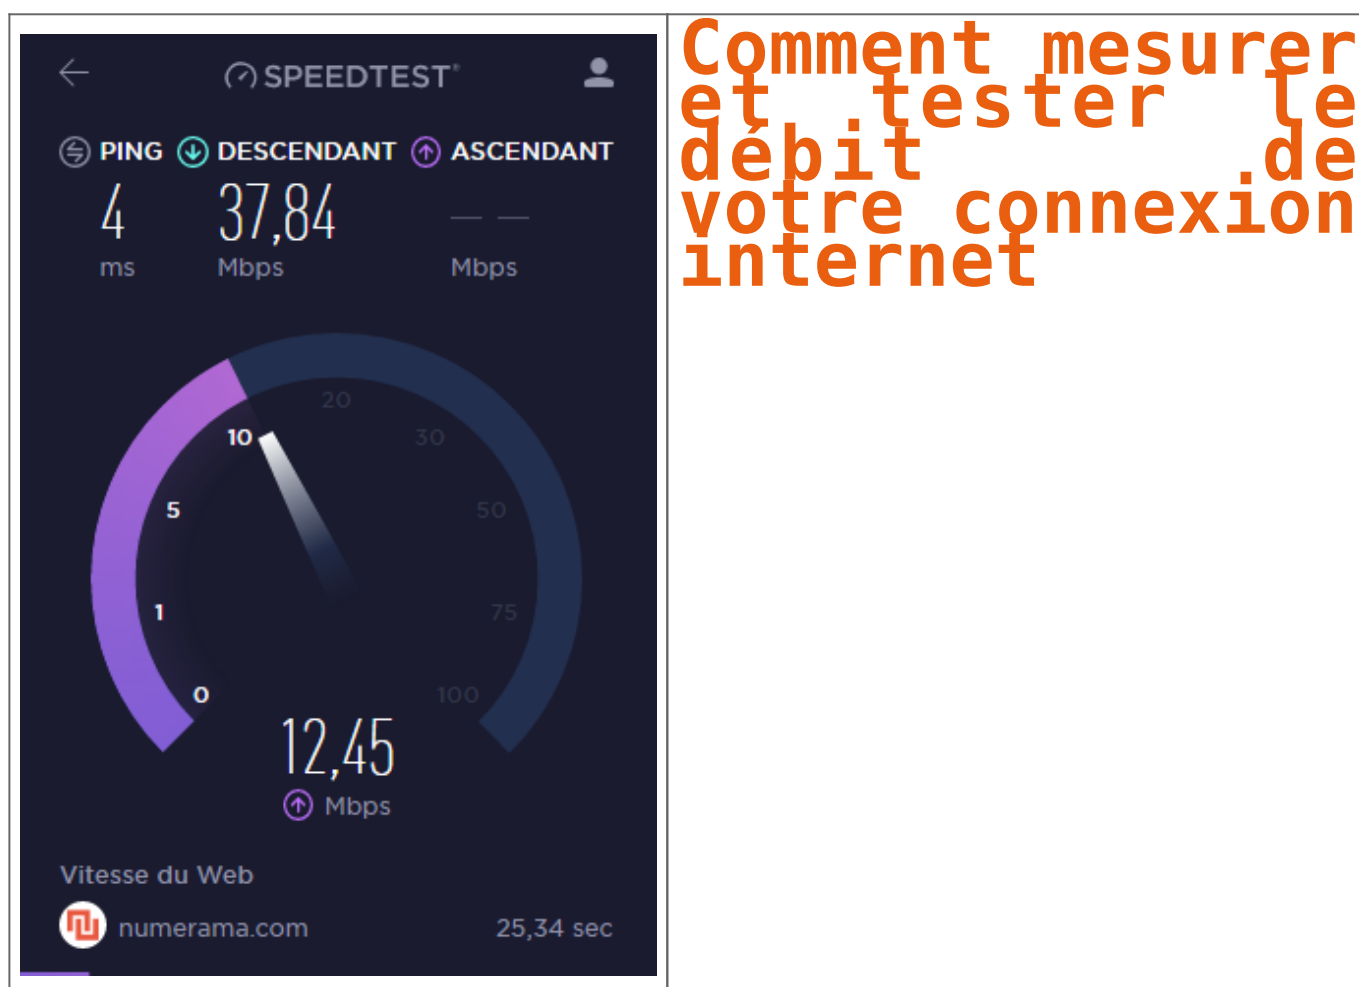 SPEEDTEST®
PING DESCENDANT ASCENDANT
4 37,84 — —
ms Mbps Mbps
20
10 30
5 50
1 75
0 100
12,45
Mbps
Vitesse du Web
numerama.com 25,34 sec
Comment mesurer
et tester le
débit de
votre connexion
internet